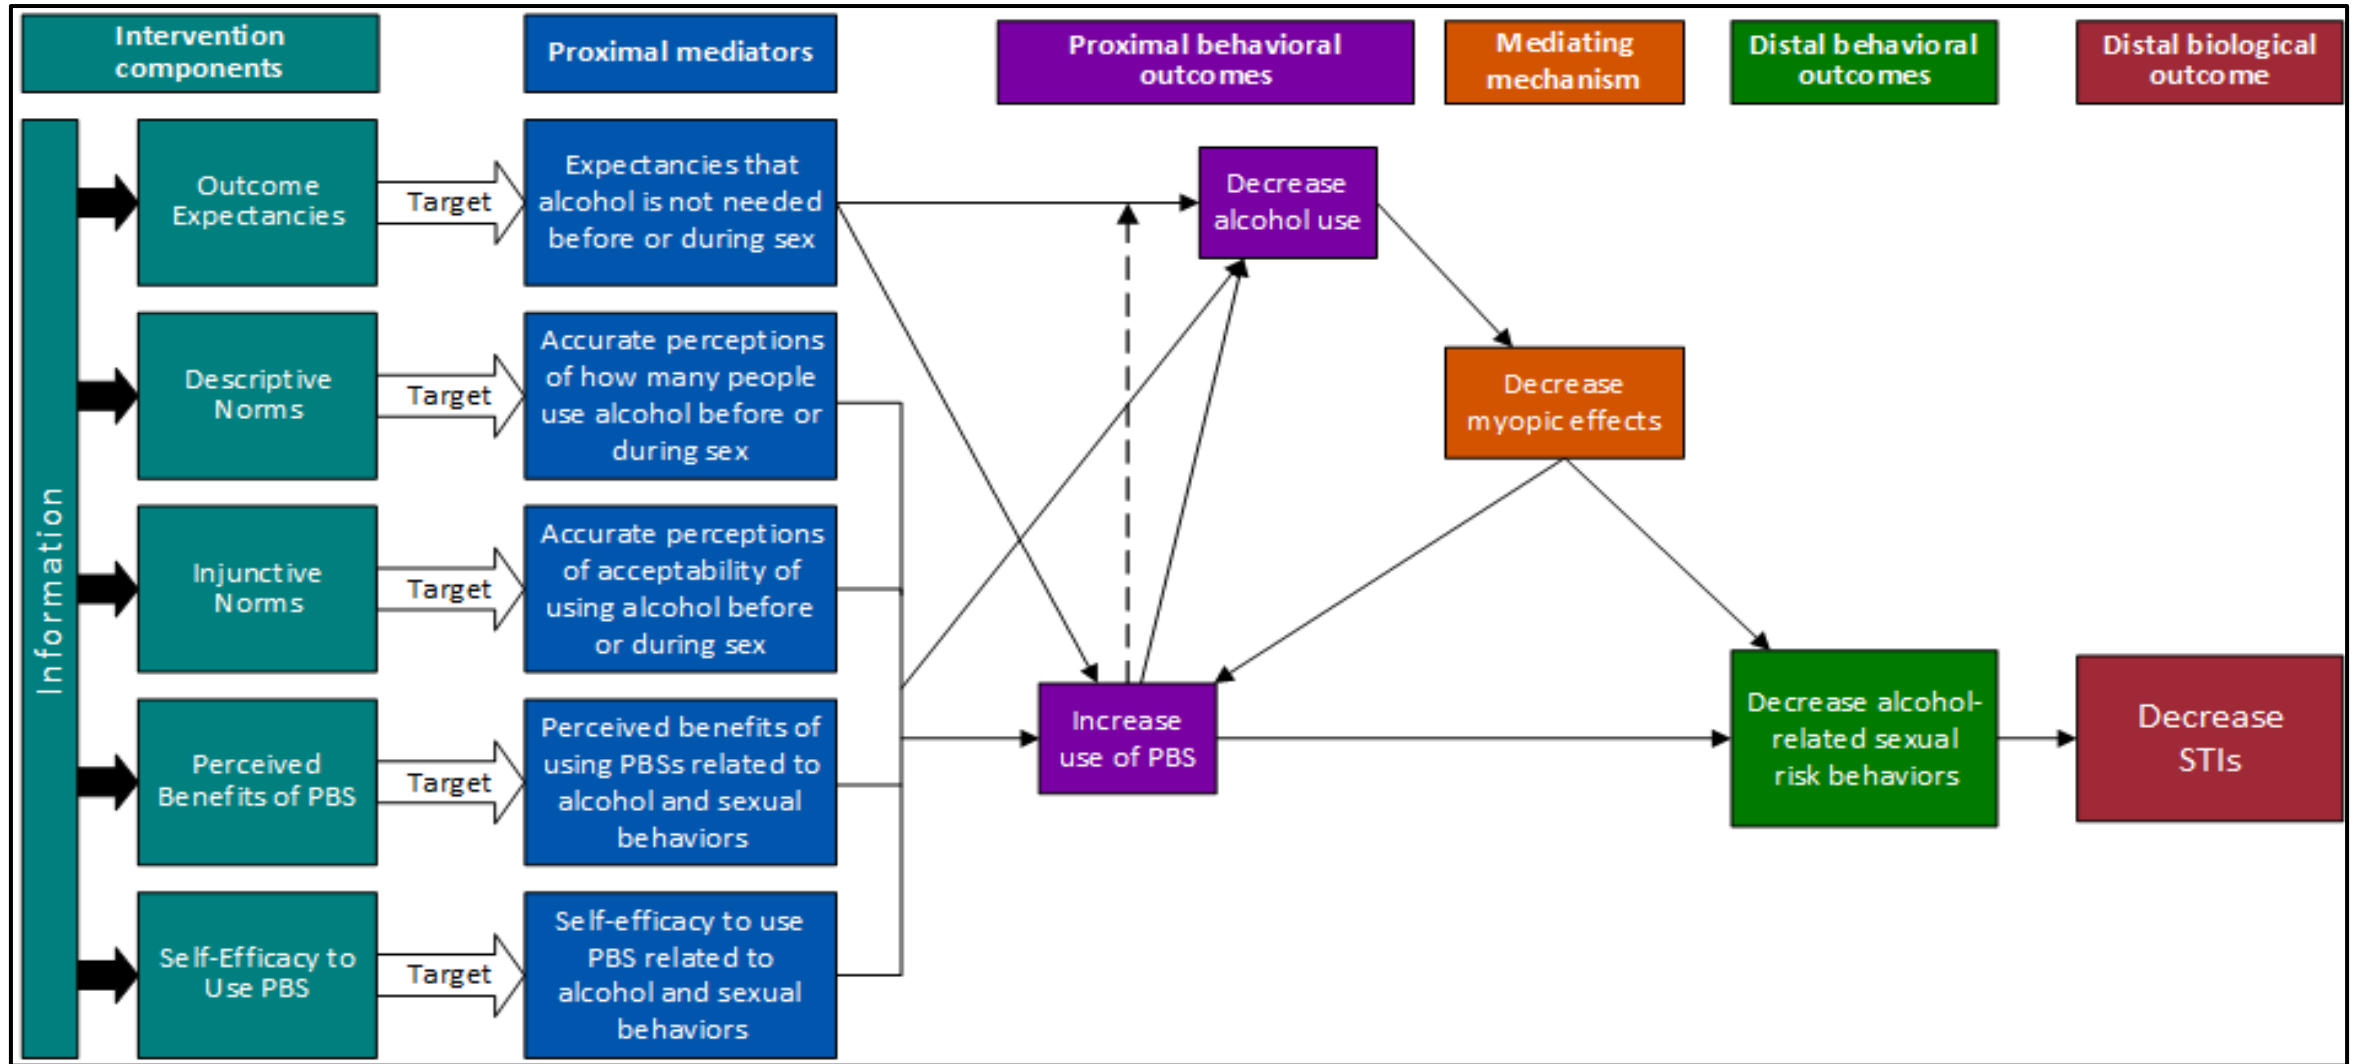 Intervention
components
Proximal mediators
Proximal behavioral
outcomes
Mediating
mechanism
Distal behavioral
outcomes
Distal biological
outcome
Information
Outcome
Expectancies
Target
Expectancies that
alcohol is not needed
before or during sex
Decrease
alcohol use
Descriptive
Norms
Target
Accurate perceptions
of how many people
use alcohol before or
during sex
Decrease
myopic effects
Injunctive
Norms
Target
Accurate perceptions
of acceptability of
using alcohol before
or during sex
Perceived
Benefits of PBS
Target
Perceived benefits of
using PBSs related to
alcohol and sexual
behaviors
Increase
use of PBS
Decrease alcohol-
related sexual
risk behaviors
Decrease
STIs
Self-Efficacy to
Use PBS
Target
Self-efficacy to use
PBS related to
alcohol and sexual
behaviors